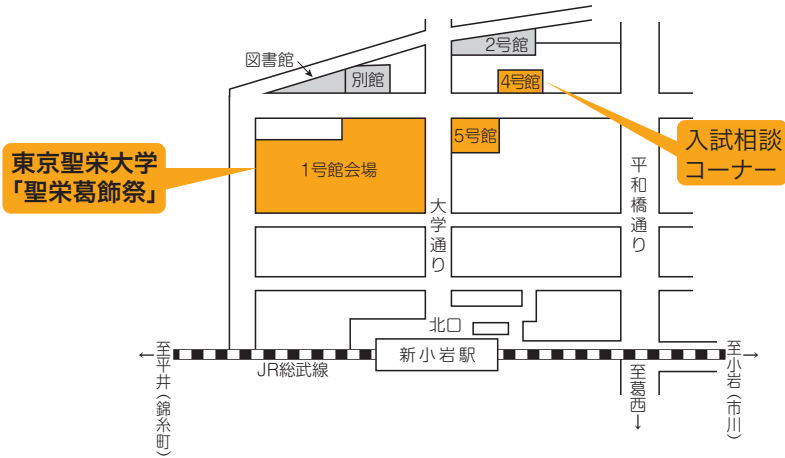 図書館
別館
2号館
4号館
入試相談
コーナー
東京聖栄大学
「聖栄葛飾祭」
1号館会場
5号館
大学通り
平和橋通り
北口
新小岩駅
JR総武線
←至平井(錦糸町)
至葛西→
至小岩(市川)→